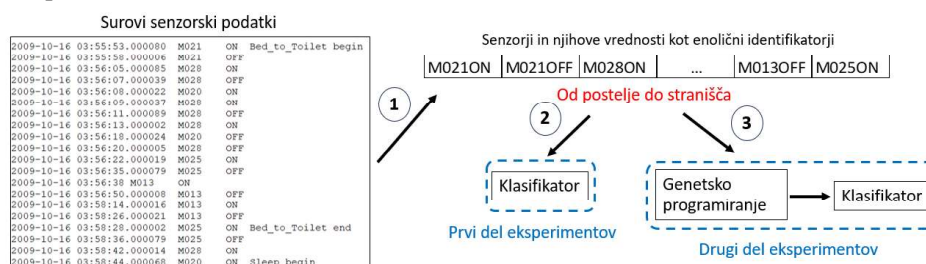 Surovi senzorski podatki
2009-10-16 03:55:53.000080 M021 ON Bed_to_Toilet begin
2009-10-16 03:55:58.000006 M021 OFF
2009-10-16 03:56:05.000085 M028 ON
2009-10-16 03:56:07.000039 M028 OFF
2009-10-16 03:56:08.000022 M020 ON
2009-10-16 03:56:09.000037 M028 ON
2009-10-16 03:56:11.000089 M028 OFF
2009-10-16 03:56:13.000002 M028 ON
2009-10-16 03:56:18.000024 M020 OFF
2009-10-16 03:56:20.000005 M028 OFF
2009-10-16 03:56:22.000019 M025 ON
2009-10-16 03:56:35.000079 M025 OFF
2009-10-16 03:56:38 M013 ON
2009-10-16 03:56:50.000008 M013 OFF
2009-10-16 03:58:14.000016 M013 ON
2009-10-16 03:58:26.000021 M013 OFF
2009-10-16 03:58:28.000002 M025 ON Bed_to_Toilet end
2009-10-16 03:58:36.000079 M025 OFF
2009-10-16 03:58:42.000014 M028 ON
2009-10-16 03:58:44.000068 M020 ON Sleep begin
1
Senzorji in njihove vrednosti kot enolični identifikatorji
M021ON M021OFF M028ON ... M013OFF M025ON
Od postelje do stranišča
2
3
Klasifikator
Prvi del eksperimentov
Genetsko
programiranje
Klasifikator
Drugi del eksperimentov